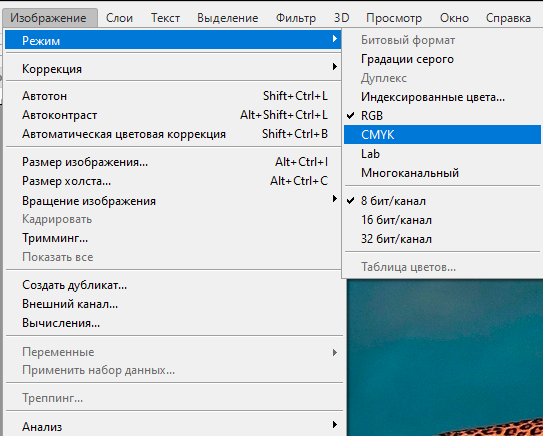 Изображение Слои Текст Выделение Фильтр 3D Просмотр Окно Справка
Режим
Коррекция
Автотон Shift+Ctrl+L
Автоконтраст Alt+Shift+Ctrl+L
Автоматическая цветовая коррекция Shift+Ctrl+B
Размер изображения... Alt+Ctrl+I
Размер холста... Alt+Ctrl+C
Вращение изображения
Кадрировать
Тримминг...
Показать все
Создать дубликат...
Внешний канал...
Вычисления...
Переменные
Применить набор данных...
Треппинг...
Анализ
Битовый формат
Градации серого
Дуплекс
Индексированные цвета...
RGB
CMYK
Lab
Многоканальный
8 бит/канал
16 бит/канал
32 бит/канал
Таблица цветов...